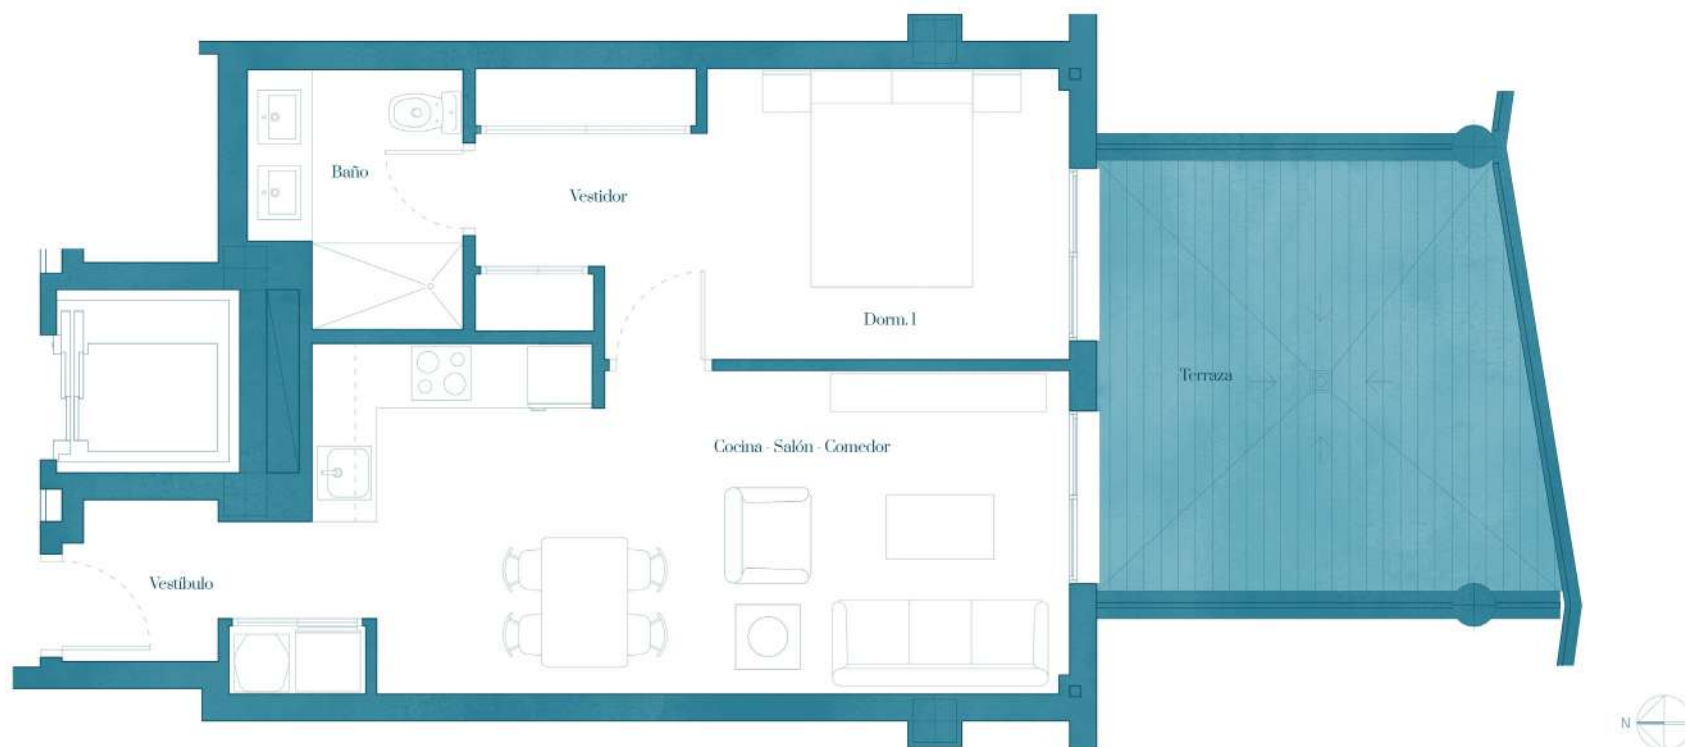 Baño
Vestidor
Dorm. 1
Terraza
Cocina - Salón - Comedor
Vestíbulo
N